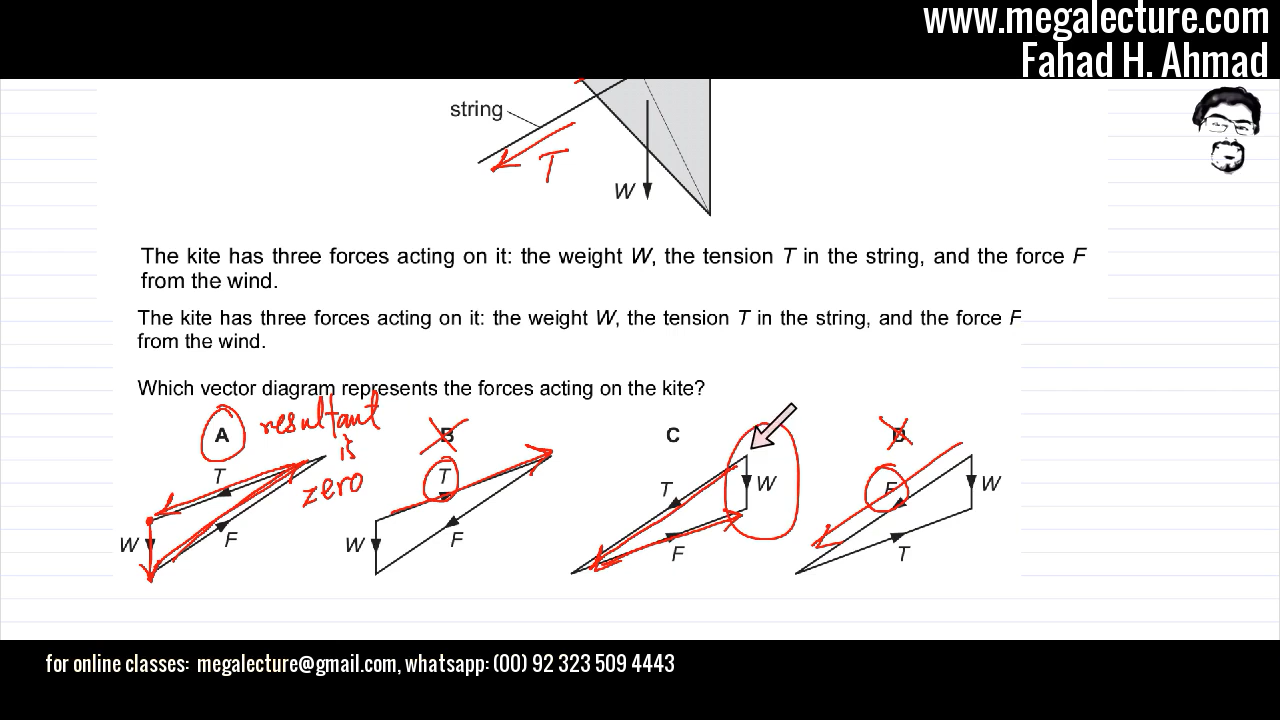 www.megalecture.com
Fahad H. Ahmad
string
T
W
The kite has three forces acting on it: the weight W, the tension T in the string, and the force F
from the wind.
The kite has three forces acting on it: the weight W, the tension T in the string, and the force F
from the wind.
Which vector diagram represents the forces acting on the kite?
A resultant is zero
T
W
F
B
T
W
F
C
T
W
F
D
F
W
T
for online classes: megalecture@gmail.com, whatsapp: (00) 92 323 509 4443